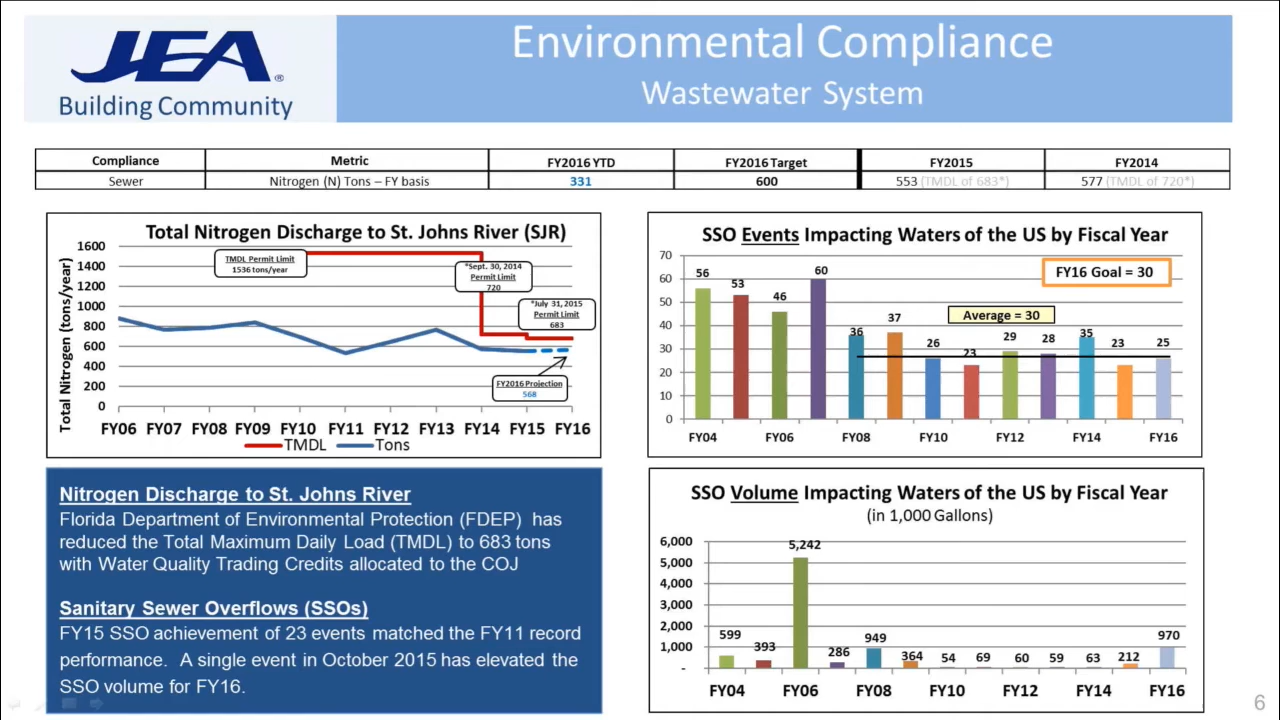 JEA®
Building Community
Environmental Compliance
Wastewater System
Compliance Metric FY2016 YTD FY2016 Target FY2015 FY2014
Sewer Nitrogen (N) Tons – FY basis 331 600 553 (TMDL of 683*) 577 (TMDL of 720*)
Total Nitrogen Discharge to St. Johns River (SJR)
Total Nitrogen (tons/year)
1600
1400
1200
1000
800
600
400
200
0
TMDL Permit Limit
1536 tons/year
*Sept. 30, 2014
Permit Limit
720
*July 31, 2015
Permit Limit
683
FY2016 Projection
568
FY06 FY07 FY08 FY09 FY10 FY11 FY12 FY13 FY14 FY15 FY16
TMDL Tons
SSO Events Impacting Waters of the US by Fiscal Year
70
60
50
40
30
20
10
0
FY16 Goal = 30
Average = 30
56 53 46 60 36 37 26 23 29 28 35 23 25
FY04 FY06 FY08 FY10 FY12 FY14 FY16
Nitrogen Discharge to St. Johns River
Florida Department of Environmental Protection (FDEP) has
reduced the Total Maximum Daily Load (TMDL) to 683 tons
with Water Quality Trading Credits allocated to the COJ
Sanitary Sewer Overflows (SSOs)
FY15 SSO achievement of 23 events matched the FY11 record
performance. A single event in October 2015 has elevated the
SSO volume for FY16.
SSO Volume Impacting Waters of the US by Fiscal Year
(in 1,000 Gallons)
6,000
5,000
4,000
3,000
2,000
1,000
-
599 393 5,242 286 949 364 54 69 60 59 63 212 970
FY04 FY06 FY08 FY10 FY12 FY14 FY16
6